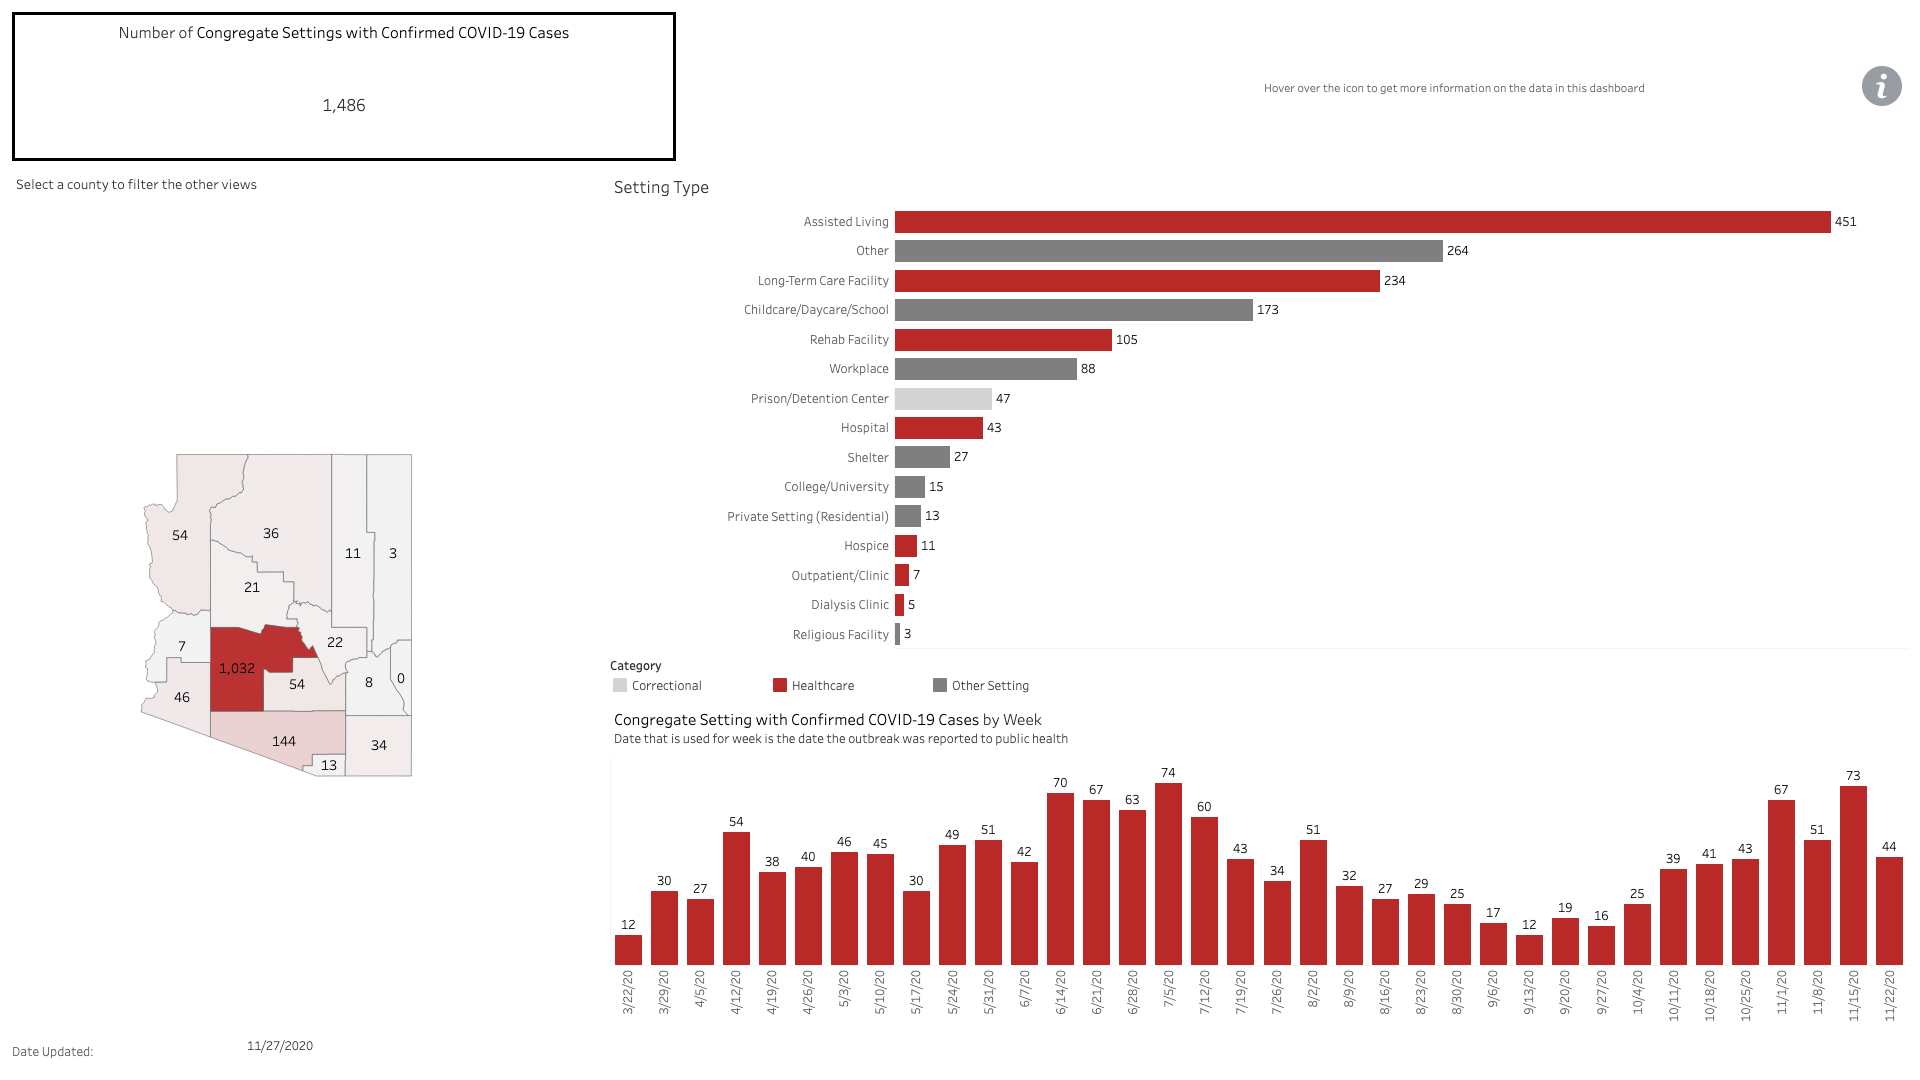 Number of Congregate Settings with Confirmed COVID-19 Cases
1,486
Hover over the icon to get more information on the data in this dashboard
i
Select a county to filter the other views
54
36
11
3
21
7
22
1,032
54
8
0
46
144
34
13
Setting Type
Assisted Living 451
Other 264
Long-Term Care Facility 234
Childcare/Daycare/School 173
Rehab Facility 105
Workplace 88
Prison/Detention Center 47
Hospital 43
Shelter 27
College/University 15
Private Setting (Residential) 13
Hospice 11
Outpatient/Clinic 7
Dialysis Clinic 5
Religious Facility 3
Category
Correctional Healthcare Other Setting
Congregate Setting with Confirmed COVID-19 Cases by Week
Date that is used for week is the date the outbreak was reported to public health
12 30 27 54 38 40 46 45 30 49 51 42 70 67 63 74 60 43 34 51 32 27 29 25 17 12 19 16 25 39 41 43 67 51 73 44
3/22/20 3/29/20 4/5/20 4/12/20 4/19/20 4/26/20 5/3/20 5/10/20 5/17/20 5/24/20 5/31/20 6/7/20 6/14/20 6/21/20 6/28/20 7/5/20 7/12/20 7/19/20 7/26/20 8/2/20 8/9/20 8/16/20 8/23/20 8/30/20 9/6/20 9/13/20 9/20/20 9/27/20 10/4/20 10/11/20 10/18/20 10/25/20 11/1/20 11/8/20 11/15/20 11/22/20
Date Updated: 11/27/2020